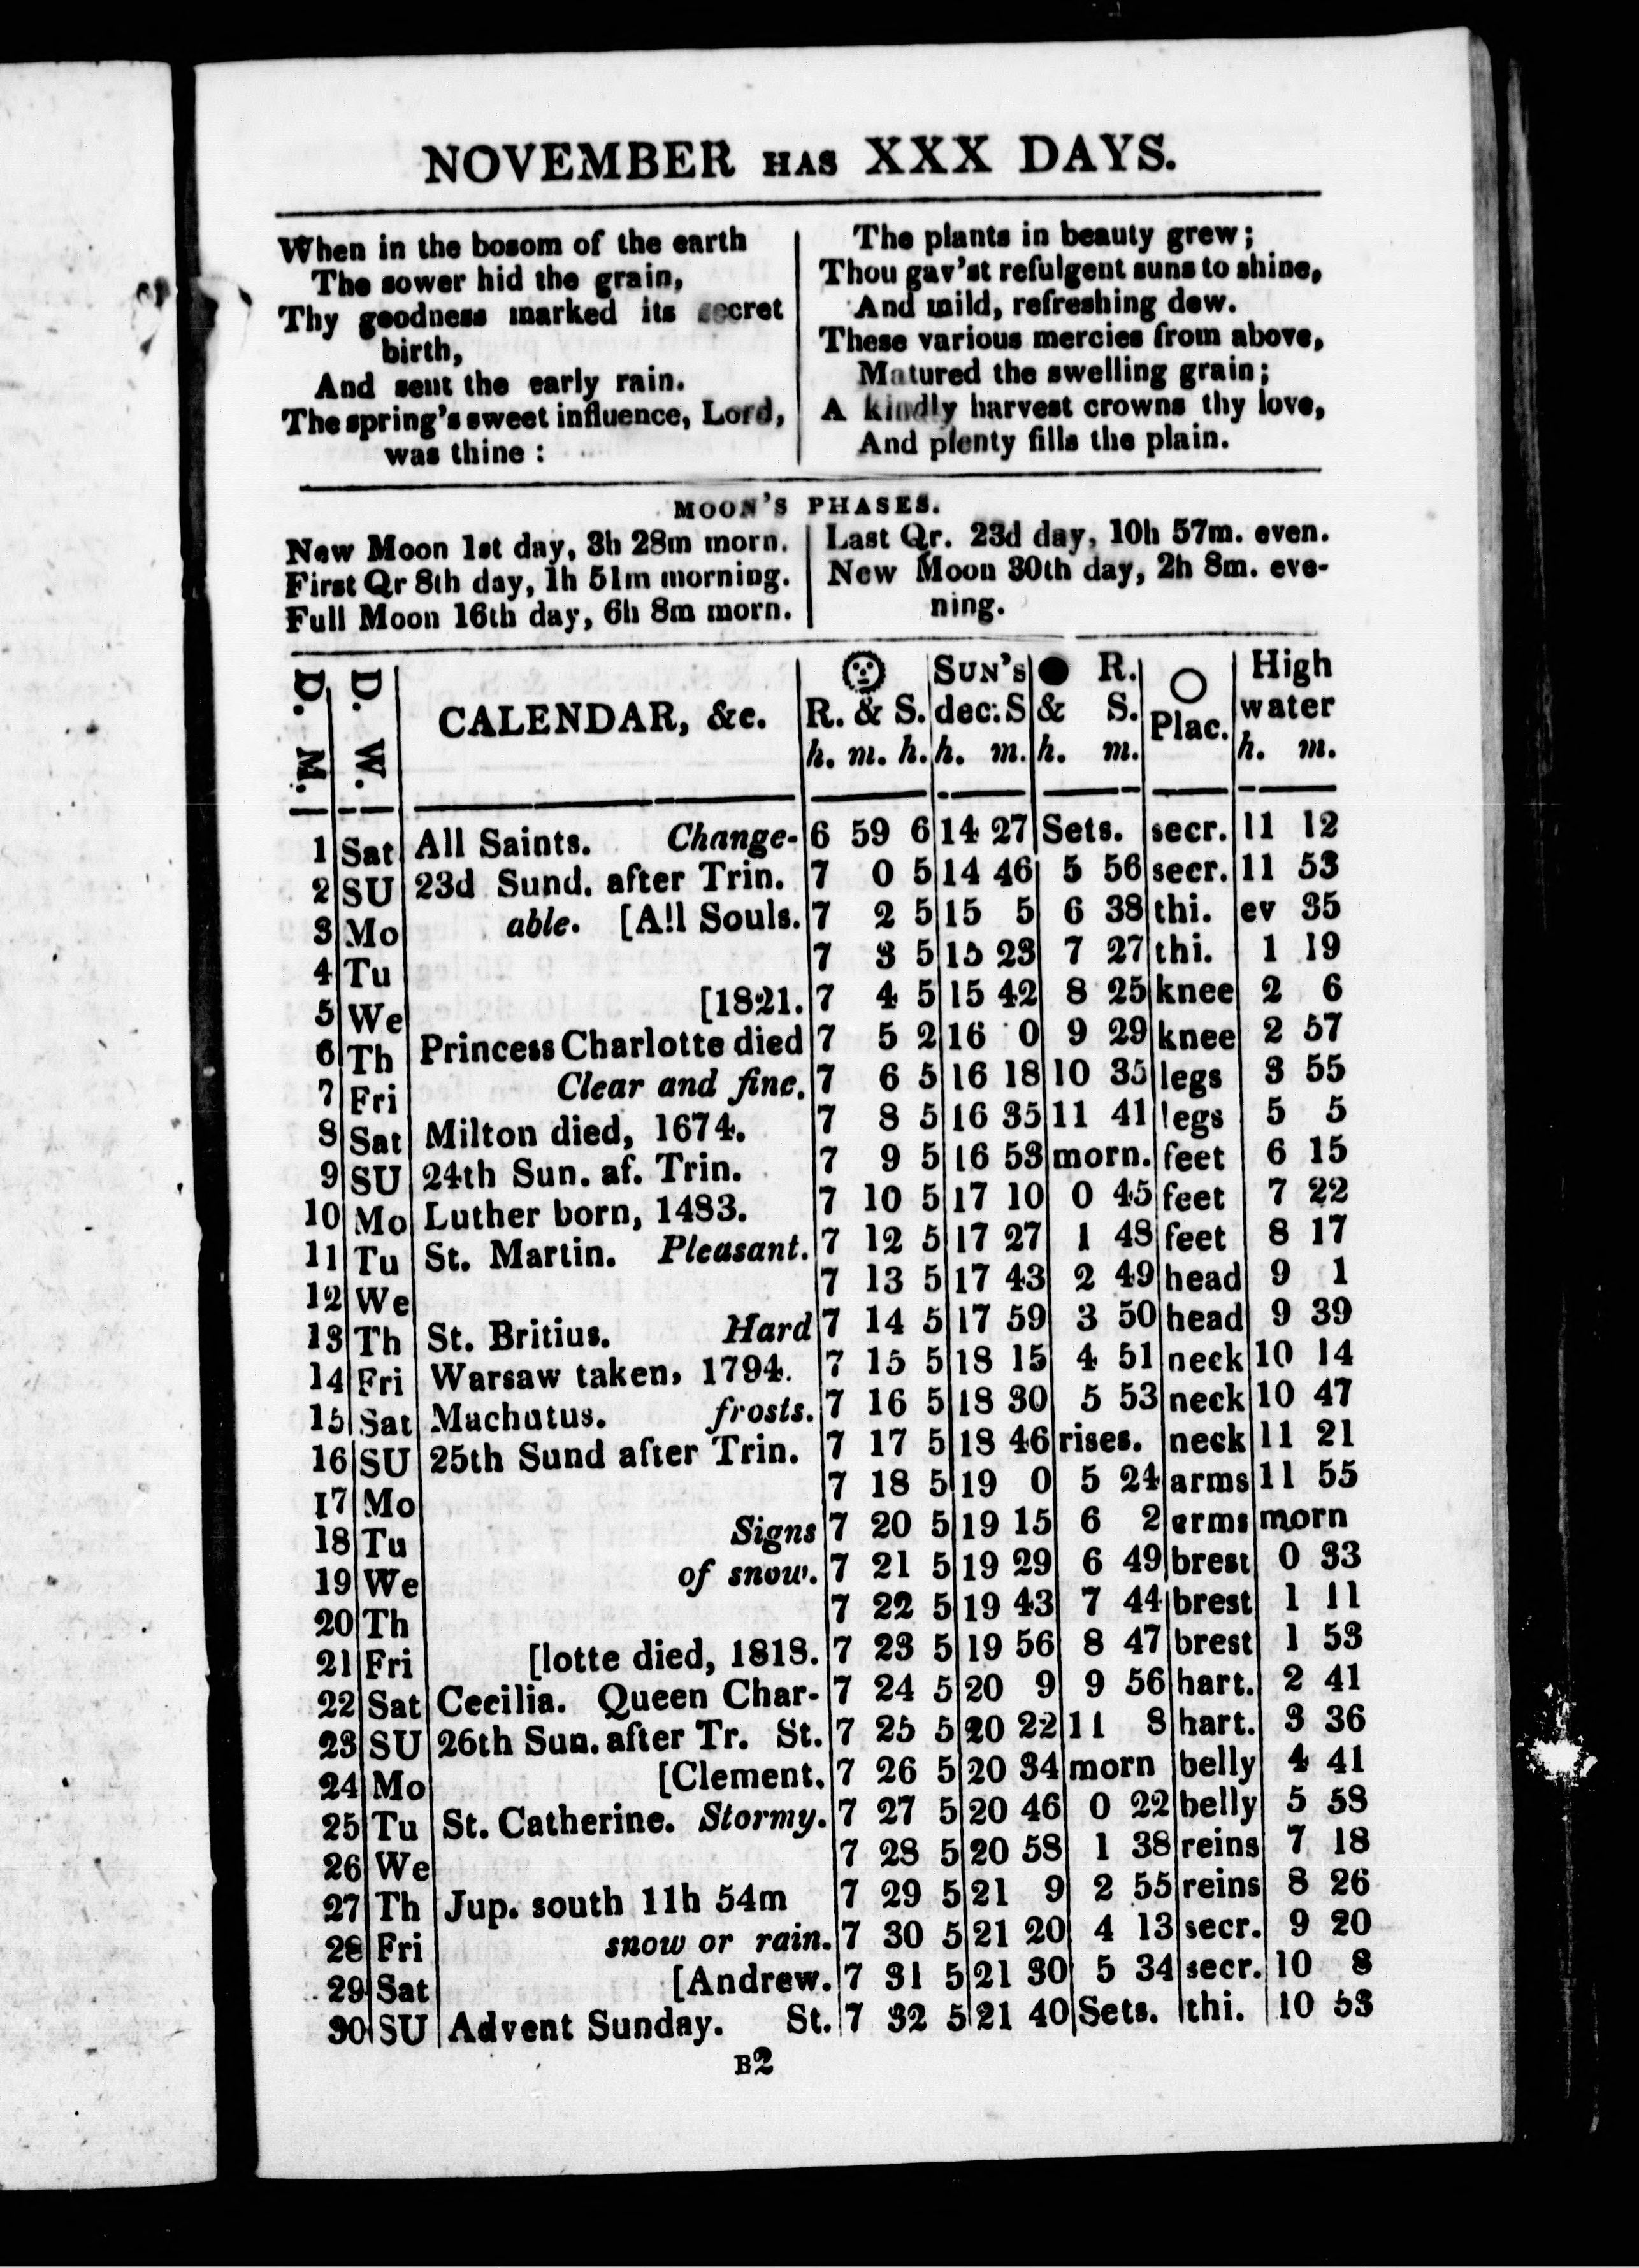 NOVEMBER HAS XXX DAYS.
When in the bosom of the earth
The sower hid the grain,
Thy goodness marked its secret
birth,
And sent the early rain.
The spring's sweet influence, Lord,
was thine :
The plants in beauty grew;
Thou gav'st refulgent suns to shine,
And mild, refreshing dew.
These various mercies from above,
Matured the swelling grain;
A kindly harvest crowns thy love,
And plenty fills the plain.
MOON'S PHASES.
New Moon 1st day, 3h 28m morn.
First Qr 8th day, 1h 51m morning.
Full Moon 16th day, 6h 8m morn.
Last Qr. 23d day, 10h 57m. even.
New Moon 30th day, 2h 8m. eve-
ning.
D. M. D. W. CALENDAR, &c. R. & S. SUN'S dec. S ● R. & S. ○ Plac. High water
h. m. h. h. m. h. m. h. m.
1 Sat All Saints. Change- 6 59 6 14 27 Sets. secr. 11 12
2 SU 23d Sund. after Trin. 7 0 5 14 46 5 56 secr. 11 53
3 Mo able. [All Souls. 7 2 5 15 5 6 38 thi. ev 35
4 Tu 7 3 5 15 23 7 27 thi. 1 19
5 We [1821. 7 4 5 15 42 8 25 knee 2 6
6 Th Princess Charlotte died 7 5 2 16 0 9 29 knee 2 57
7 Fri Clear and fine. 7 6 5 16 18 10 35 legs 3 55
8 Sat Milton died, 1674. 7 8 5 16 35 11 41 legs 5 5
9 SU 24th Sun. af. Trin. 7 9 5 16 53 morn. feet 6 15
10 Mo Luther born, 1483. 7 10 5 17 10 0 45 feet 7 22
11 Tu St. Martin. Pleasant. 7 12 5 17 27 1 48 feet 8 17
12 We 7 13 5 17 43 2 49 head 9 1
13 Th St. Britius. Hard 7 14 5 17 59 3 50 head 9 39
14 Fri Warsaw taken, 1794. 7 15 5 18 15 4 51 neck 10 14
15 Sat Machutus. frosts. 7 16 5 18 30 5 53 neck 10 47
16 SU 25th Sund after Trin. 7 17 5 18 46 rises. neck 11 21
17 Mo 7 18 5 19 0 5 24 arms 11 55
18 Tu Signs 7 20 5 19 15 6 2 arms morn
19 We of snow. 7 21 5 19 29 6 49 brest 0 33
20 Th 7 22 5 19 43 7 44 brest 1 11
21 Fri [lotte died, 1818. 7 23 5 19 56 8 47 brest 1 53
22 Sat Cecilia. Queen Char- 7 24 5 20 9 9 56 hart. 2 41
23 SU 26th Sun. after Tr. St. 7 25 5 20 22 11 8 hart. 3 36
24 Mo [Clement. 7 26 5 20 34 morn belly 4 41
25 Tu St. Catherine. Stormy. 7 27 5 20 46 0 22 belly 5 58
26 We 7 28 5 20 58 1 38 reins 7 18
27 Th Jup. south 11h 54m 7 29 5 21 9 2 55 reins 8 26
28 Fri snow or rain. 7 30 5 21 20 4 13 secr. 9 20
29 Sat [Andrew. 7 31 5 21 30 5 34 secr. 10 8
30 SU Advent Sunday. St. 7 32 5 21 40 Sets. thi. 10 53
B2